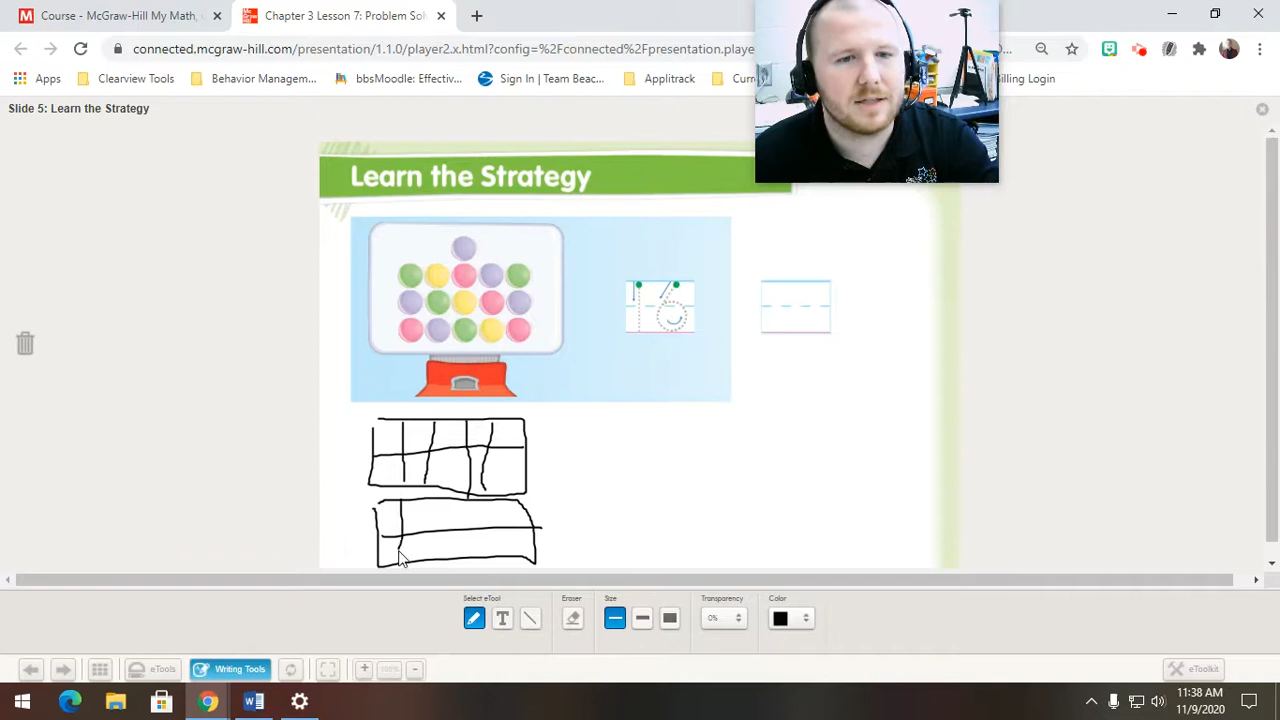 Course - McGraw-Hill My Math,
Chapter 3 Lesson 7: Problem Sol
connected.mcgraw-hill.com/presentation/1.1.0/player2.x.html?config=%2Fconnected%2Fpresentation.playe
Apps
Clearview Tools
Behavior Managem...
bbsMoodle: Effectiv...
Sign In | Team Beac...
Applitrack
Login
Slide 5: Learn the Strategy
Learn the Strategy
16
Select eTool
Eraser
Size
Transparency
Color
T
0%
eTools
Writing Tools
100%
eToolkit
11:38 AM
11/9/2020